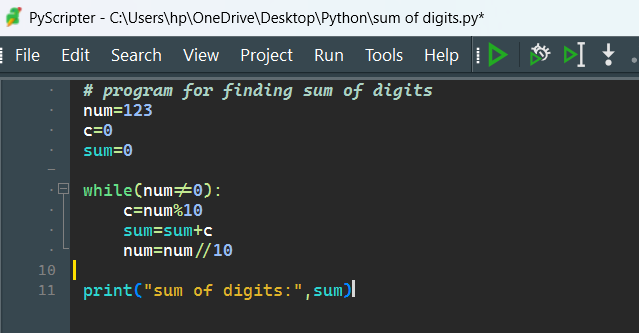 PyScripter - C:\Users\hp\OneDrive\Desktop\Python\sum of digits.py*
File Edit Search View Project Run Tools Help
# program for finding sum of digits
num=123
c=0
sum=0
while(num≠0):
c=num%10
sum=sum+c
num=num//10
10
11 print("sum of digits:",sum)